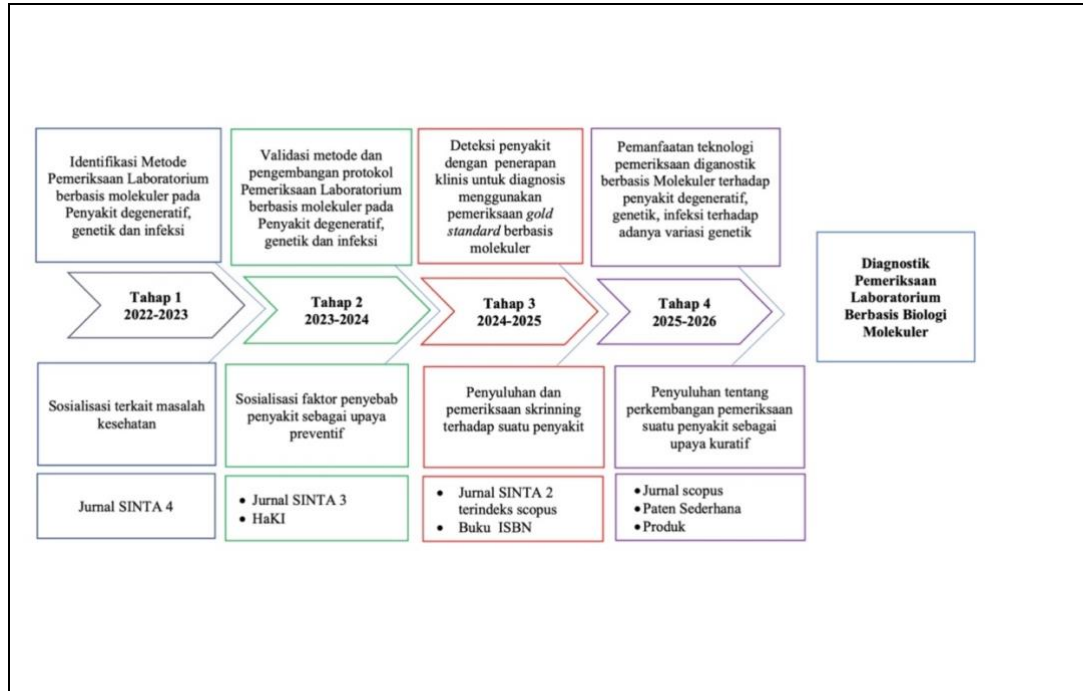 Identifikasi Metode
Pemeriksaan Laboratorium
berbasis molekuler pada
Penyakit degeneratif,
genetik dan infeksi
Validasi metode dan
pengembangan protokol
Pemeriksaan Laboratorium
berbasis molekuler pada
Penyakit degeneratif,
genetik dan infeksi
Deteksi penyakit
dengan penerapan
klinis untuk diagnosis
menggunakan
pemeriksaan gold
standard berbasis
molekuler
Pemanfaatan teknologi
pemeriksaan diganostik
berbasis Molekuler terhadap
penyakit degeneratif,
genetik, infeksi terhadap
adanya variasi genetik
Tahap 1
2022-2023
Tahap 2
2023-2024
Tahap 3
2024-2025
Tahap 4
2025-2026
Diagnostik
Pemeriksaan
Laboratorium
Berbasis Biologi
Molekuler
Sosialisasi terkait masalah
kesehatan
Sosialisasi faktor penyebab
penyakit sebagai upaya
preventif
Penyuluhan dan
pemeriksaan skrinning
terhadap suatu penyakit
Penyuluhan tentang
perkembangan pemeriksaan
suatu penyakit sebagai
upaya kuratif
Jurnal SINTA 4
• Jurnal SINTA 3
• HaKI
• Jurnal SINTA 2
terindeks scopus
• Buku ISBN
• Jurnal scopus
• Paten Sederhana
• Produk